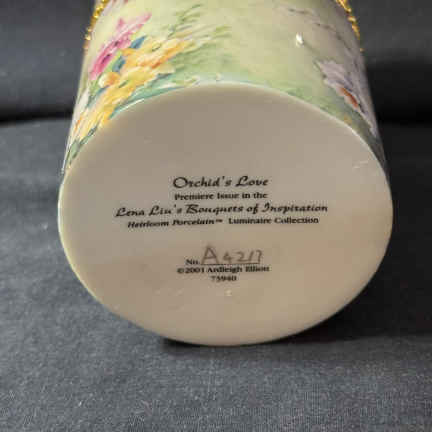 Orchid's Love
Premiere Issue in the
Lena Liu's Bouquets of Inspiration
Heirloom Porcelain™ Luminaire Collection
No. A4217
©2001 Ardleigh Elliott
75940